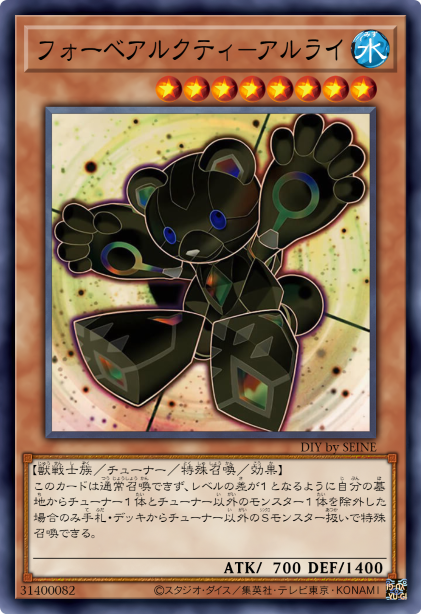 フォーベアルクティ－アルライ
水
DIY by SEINE
【獣戦士族／チューナー／特殊召喚／効果】
このカードは通常召喚できず、レベルの差が1となるように自分の墓
地からチューナー１体とチューナー以外のモンスター１体を除外した
場合のみ手札・デッキからチューナー以外のSモンスター扱いで特殊
召喚できる。
ATK/ 700 DEF/1400
31400082
©スタジオ・ダイス／集英社・テレビ東京・KONAMI